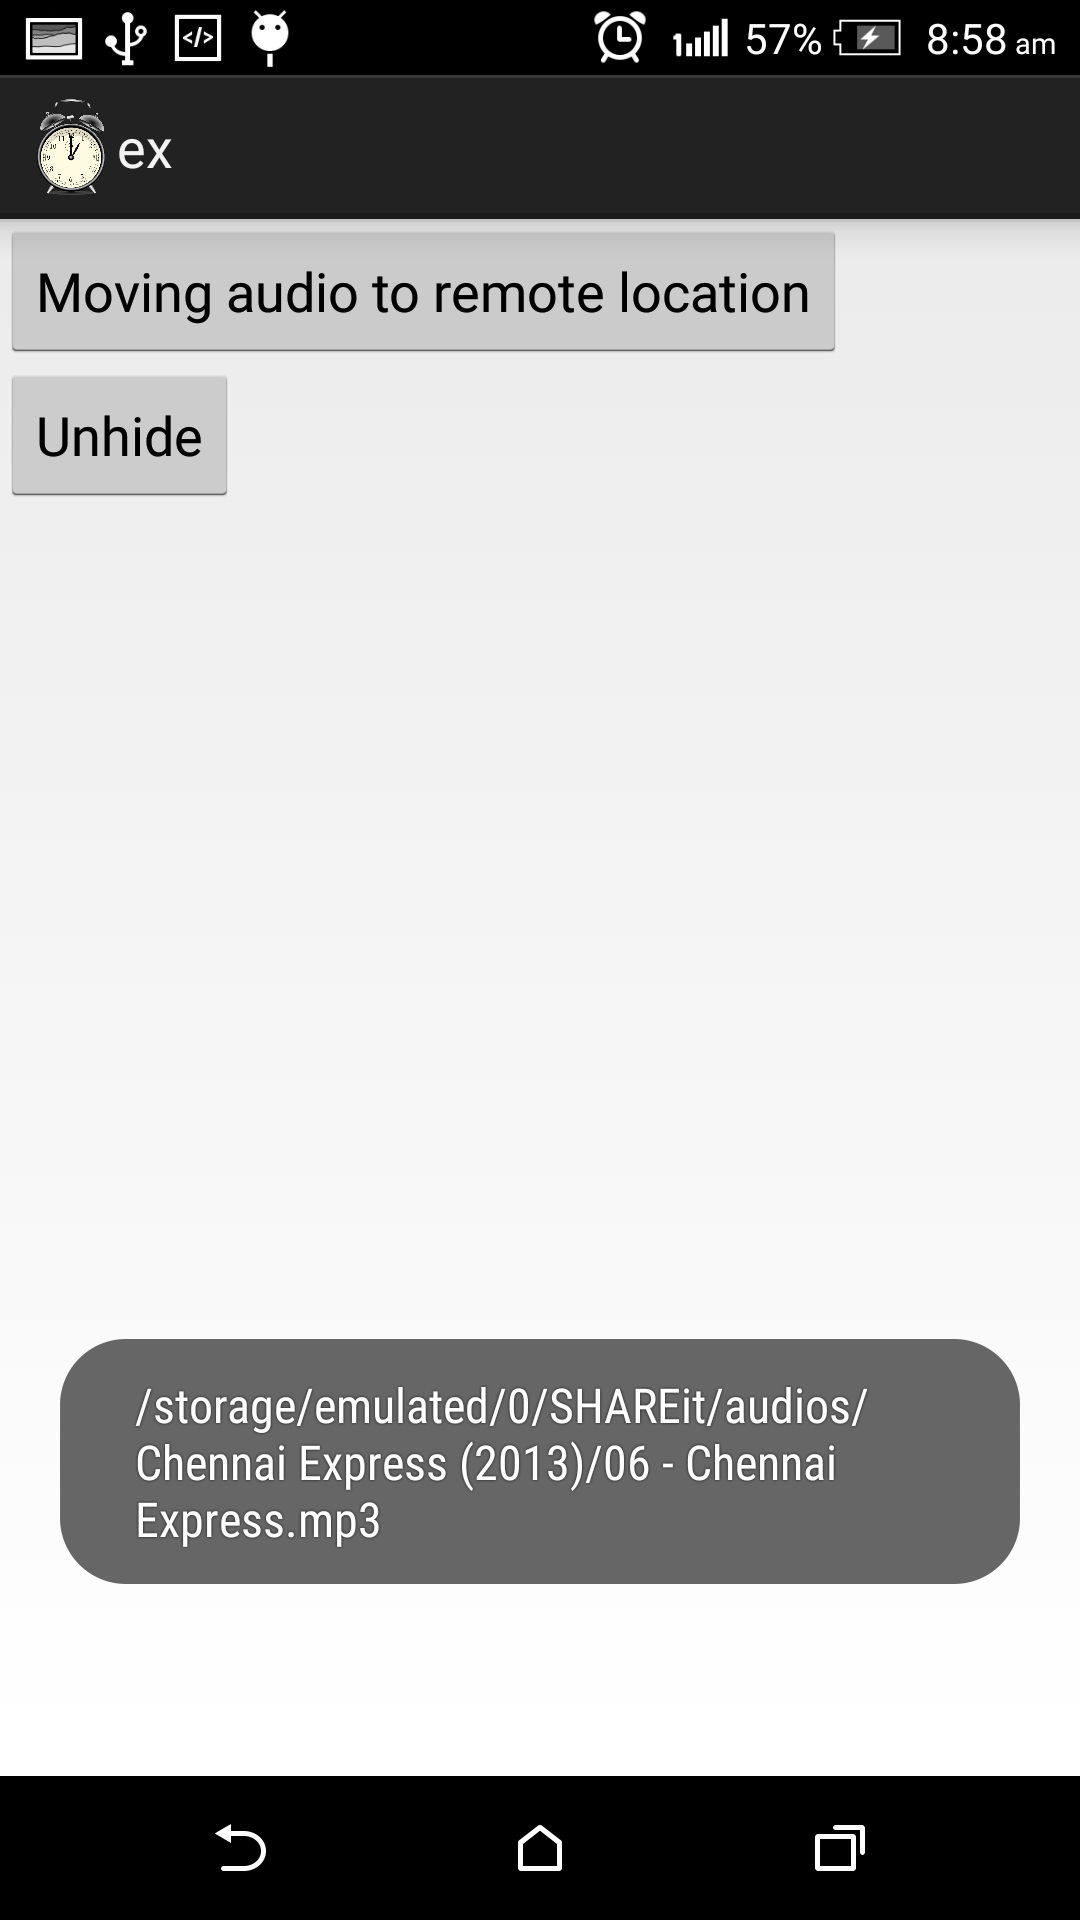 57% 8:58 am
ex
Moving audio to remote location
Unhide
/storage/emulated/0/SHAREit/audios/
Chennai Express (2013)/06 - Chennai
Express.mp3